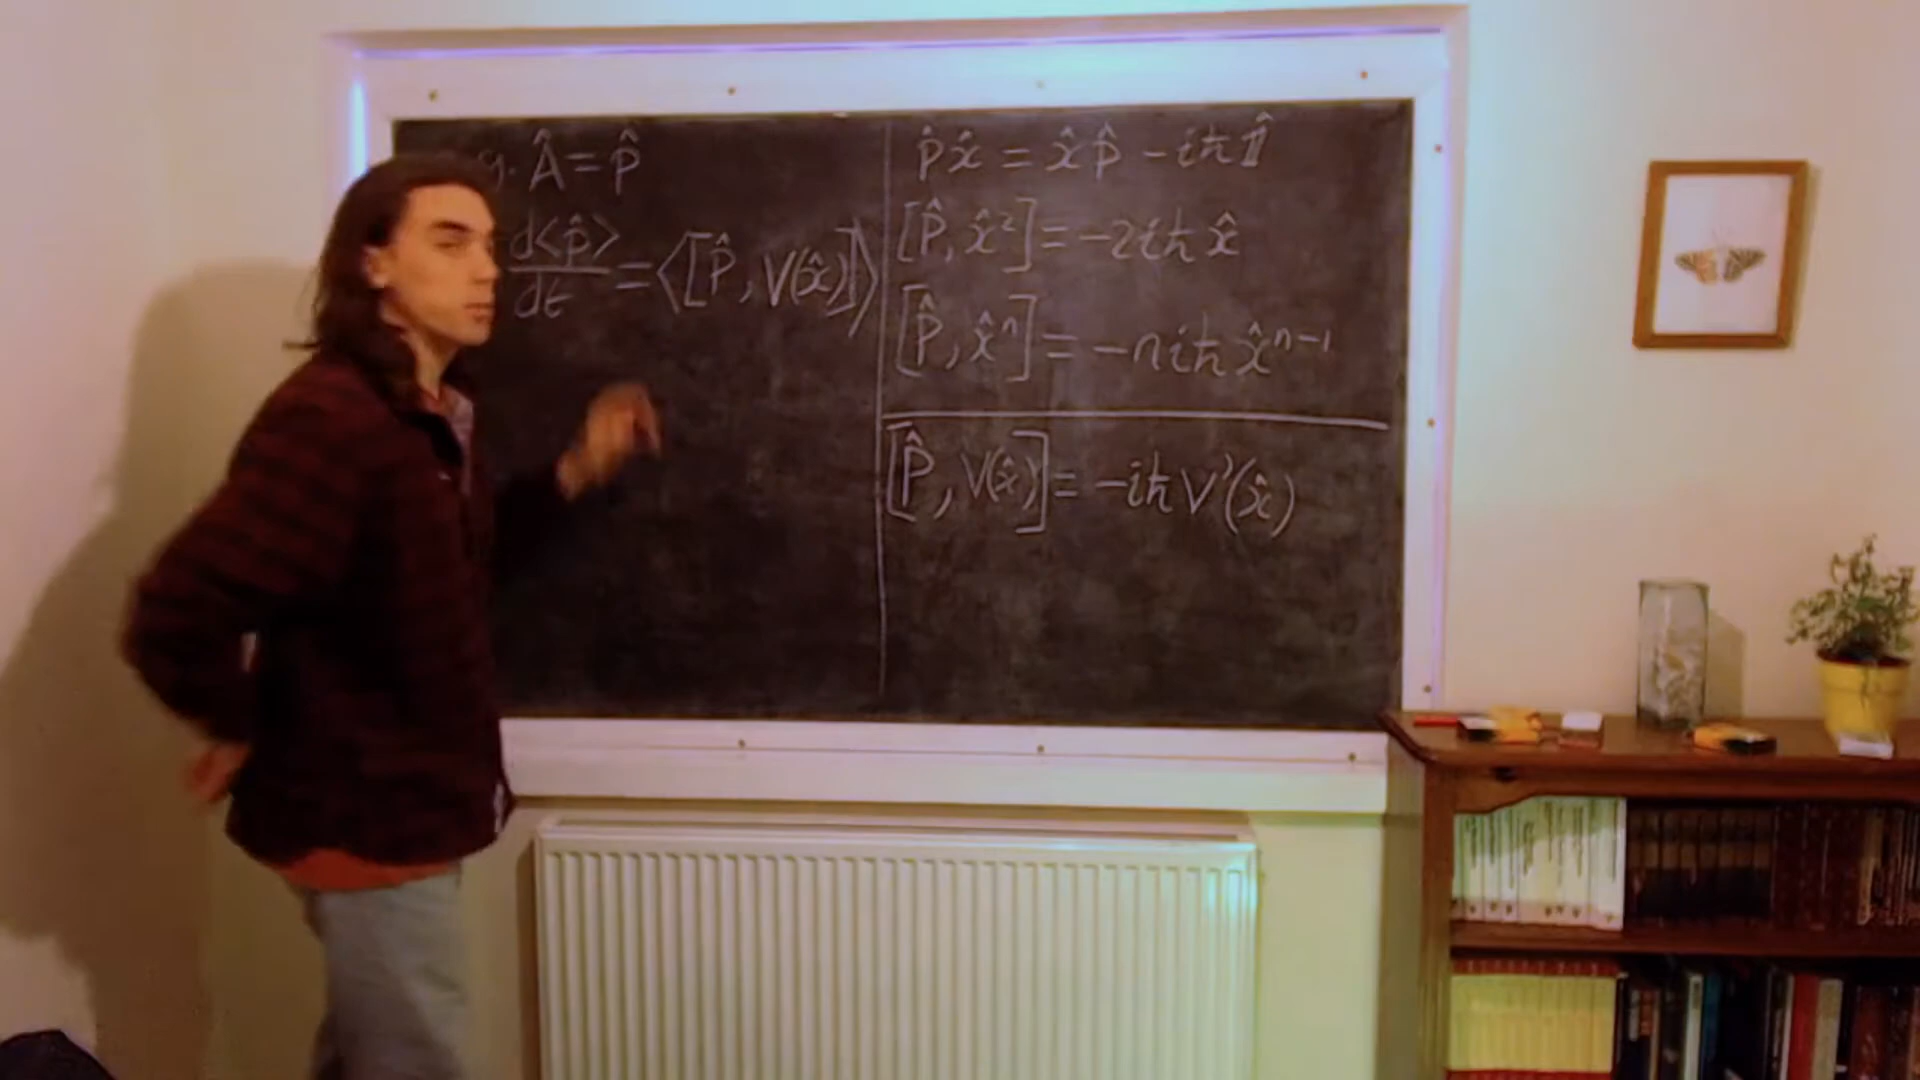 g. Â = p̂
d<p̂>/dt = ⟨[p̂, V(x̂)]⟩
p̂x̂ = x̂p̂ - iħ𝟙̂
[p̂, x̂²] = -2iħx̂
[p̂, x̂ⁿ] = -niħx̂ⁿ⁻¹
[p̂, V(x̂)] = -iħV'(x̂)